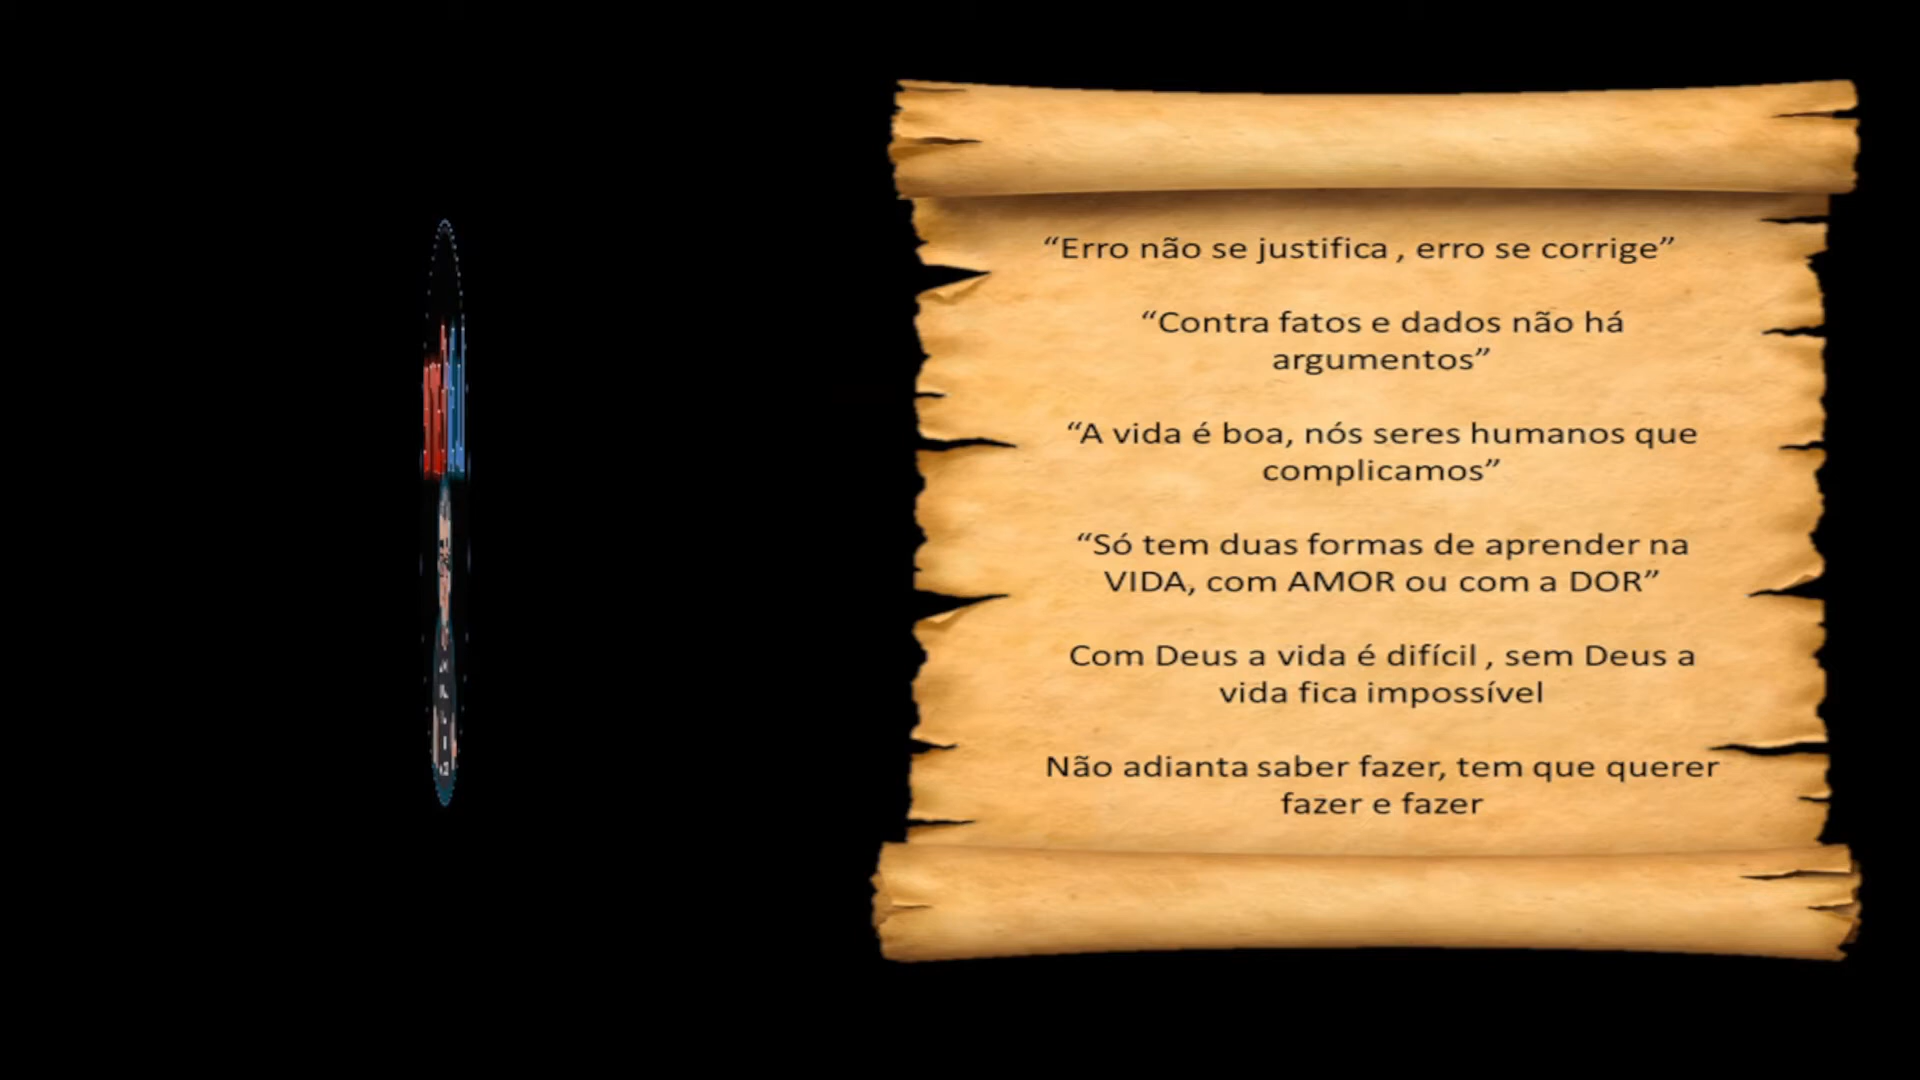 “Erro não se justifica , erro se corrige”
“Contra fatos e dados não há
argumentos”
“A vida é boa, nós seres humanos que
complicamos”
“Só tem duas formas de aprender na
VIDA, com AMOR ou com a DOR”
Com Deus a vida é difícil , sem Deus a
vida fica impossível
Não adianta saber fazer, tem que querer
fazer e fazer